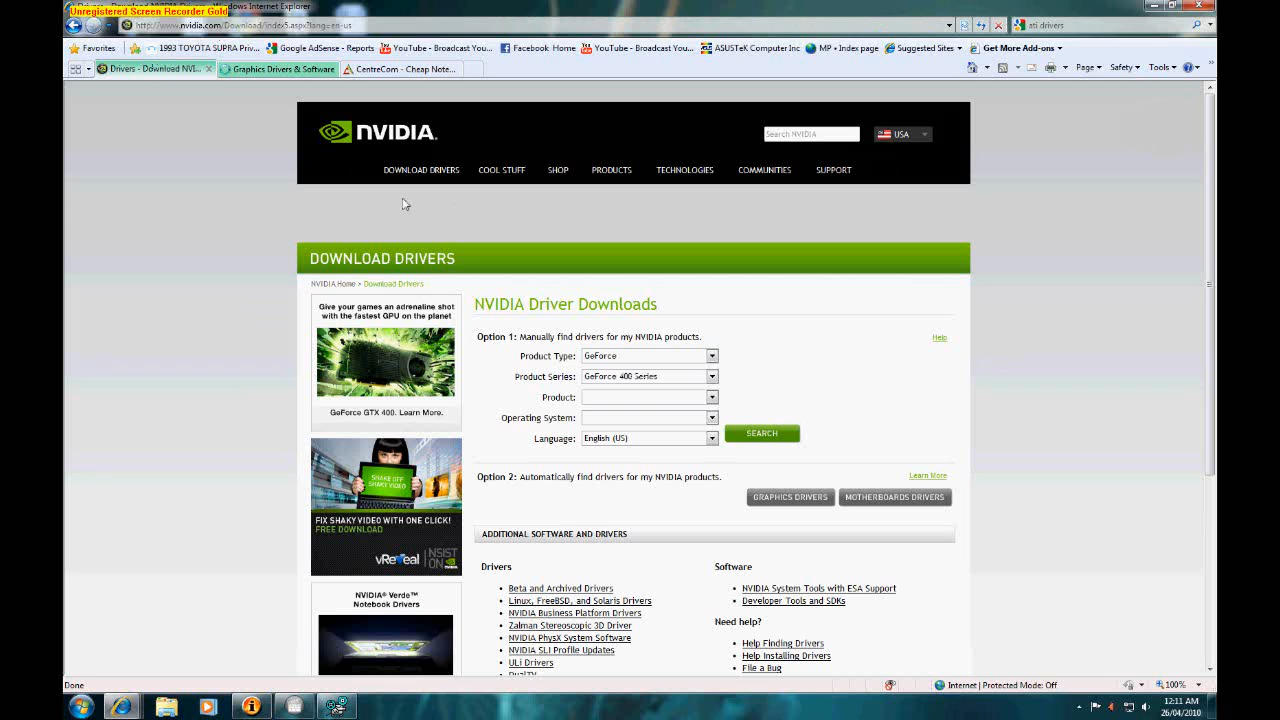 Unregistered Screen Recorder Gold
Internet Explorer
http://www.nvidia.com/Download/index5.aspx?lang=en-us
ati drivers
Favorites
1993 TOYOTA SUPRA Priv...
Google AdSense - Reports
YouTube - Broadcast You...
Facebook Home
YouTube - Broadcast You...
ASUSTeK Computer Inc
MP • Index page
Suggested Sites
Get More Add-ons
Drivers - Download NVI...
Graphics Drivers & Software
CentreCom - Cheap Note...
Page
Safety
Tools
NVIDIA.
Search NVIDIA
USA
DOWNLOAD DRIVERS
COOL STUFF
SHOP
PRODUCTS
TECHNOLOGIES
COMMUNITIES
SUPPORT
DOWNLOAD DRIVERS
NVIDIA Home > Download Drivers
Give your games an adrenaline shot
with the fastest GPU on the planet
GeForce GTX 400. Learn More.
SHAKE OFF
SHAKY VIDEO
FIX SHAKY VIDEO WITH ONE CLICK!
FREE DOWNLOAD
vReveal
NSIST
ON
NVIDIA® Verde™
Notebook Drivers
NVIDIA Driver Downloads
Option 1: Manually find drivers for my NVIDIA products.
Help
Product Type: GeForce
Product Series: GeForce 400 Series
Product:
Operating System:
Language: English (US)
SEARCH
Option 2: Automatically find drivers for my NVIDIA products.
Learn More
GRAPHICS DRIVERS
MOTHERBOARDS DRIVERS
ADDITIONAL SOFTWARE AND DRIVERS
Drivers
Beta and Archived Drivers
Linux, FreeBSD, and Solaris Drivers
NVIDIA Business Platform Drivers
Zalman Stereoscopic 3D Driver
NVIDIA PhysX System Software
NVIDIA SLI Profile Updates
ULi Drivers
DualTV
Software
NVIDIA System Tools with ESA Support
Developer Tools and SDKs
Need help?
Help Finding Drivers
Help Installing Drivers
File a Bug
Done
Internet | Protected Mode: Off
100%
12:11 AM
26/04/2010